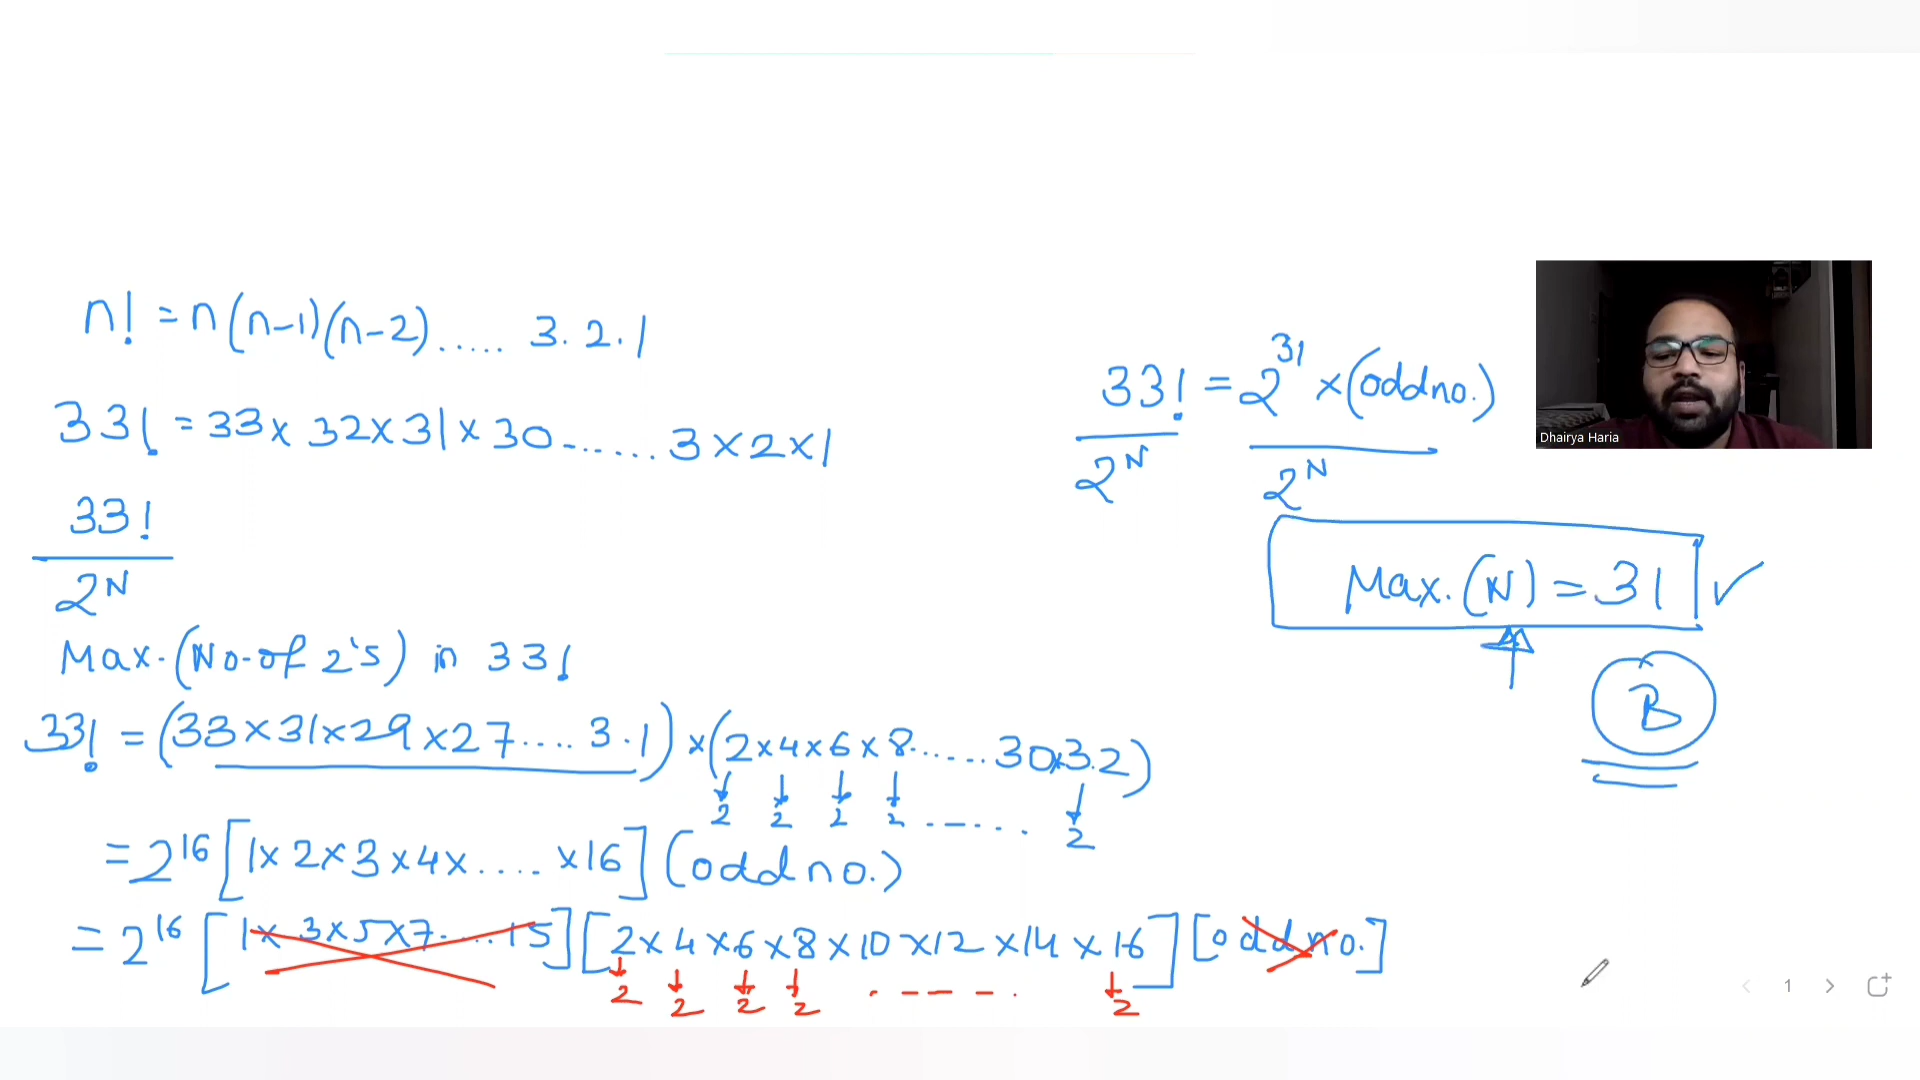 n! = n(n-1)(n-2)..... 3.2.1
33! = 33 x 32 x 31 x 30 ....... 3 x 2 x 1
33!
2^N
Max.(No. of 2's) in 33!
33! = (33 x 31 x 29 x 27 .... 3.1) x (2 x 4 x 6 x 8 ...... 30 x 3.2)
2 2 2 2 ...... 2
= 2^16 [1 x 2 x 3 x 4 x .... x 16] (odd no.)
= 2^16 [1 x 3 x 5 x 7 .... 15] [2 x 4 x 6 x 8 x 10 x 12 x 14 x 16] [odd no.]
2 2 2 2 . - - - . 2
33! = 2^31 x (odd no.)
2^N 2^N
Max.(N) = 31
B
Dhairya Haria
1